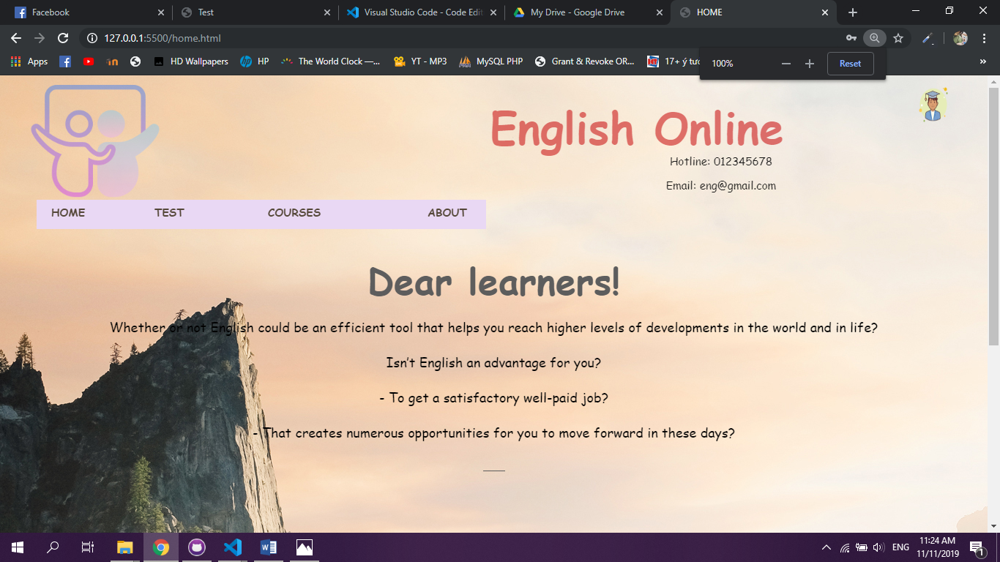 Facebook
Test
Visual Studio Code - Code Edit
My Drive - Google Drive
HOME
127.0.0.1:5500/home.html
Apps
HD Wallpapers
HP
The World Clock —...
YT - MP3
MySQL PHP
Grant & Revoke OR...
17+ ý tưc
100%
Reset
English Online
Hotline: 012345678
Email: eng@gmail.com
HOME TEST COURSES ABOUT
Dear learners!
Whether or not English could be an efficient tool that helps you reach higher levels of developments in the world and in life?
Isn't English an advantage for you?
- To get a satisfactory well-paid job?
- That creates numerous opportunities for you to move forward in these days?
ENG
11:24 AM
11/11/2019
1